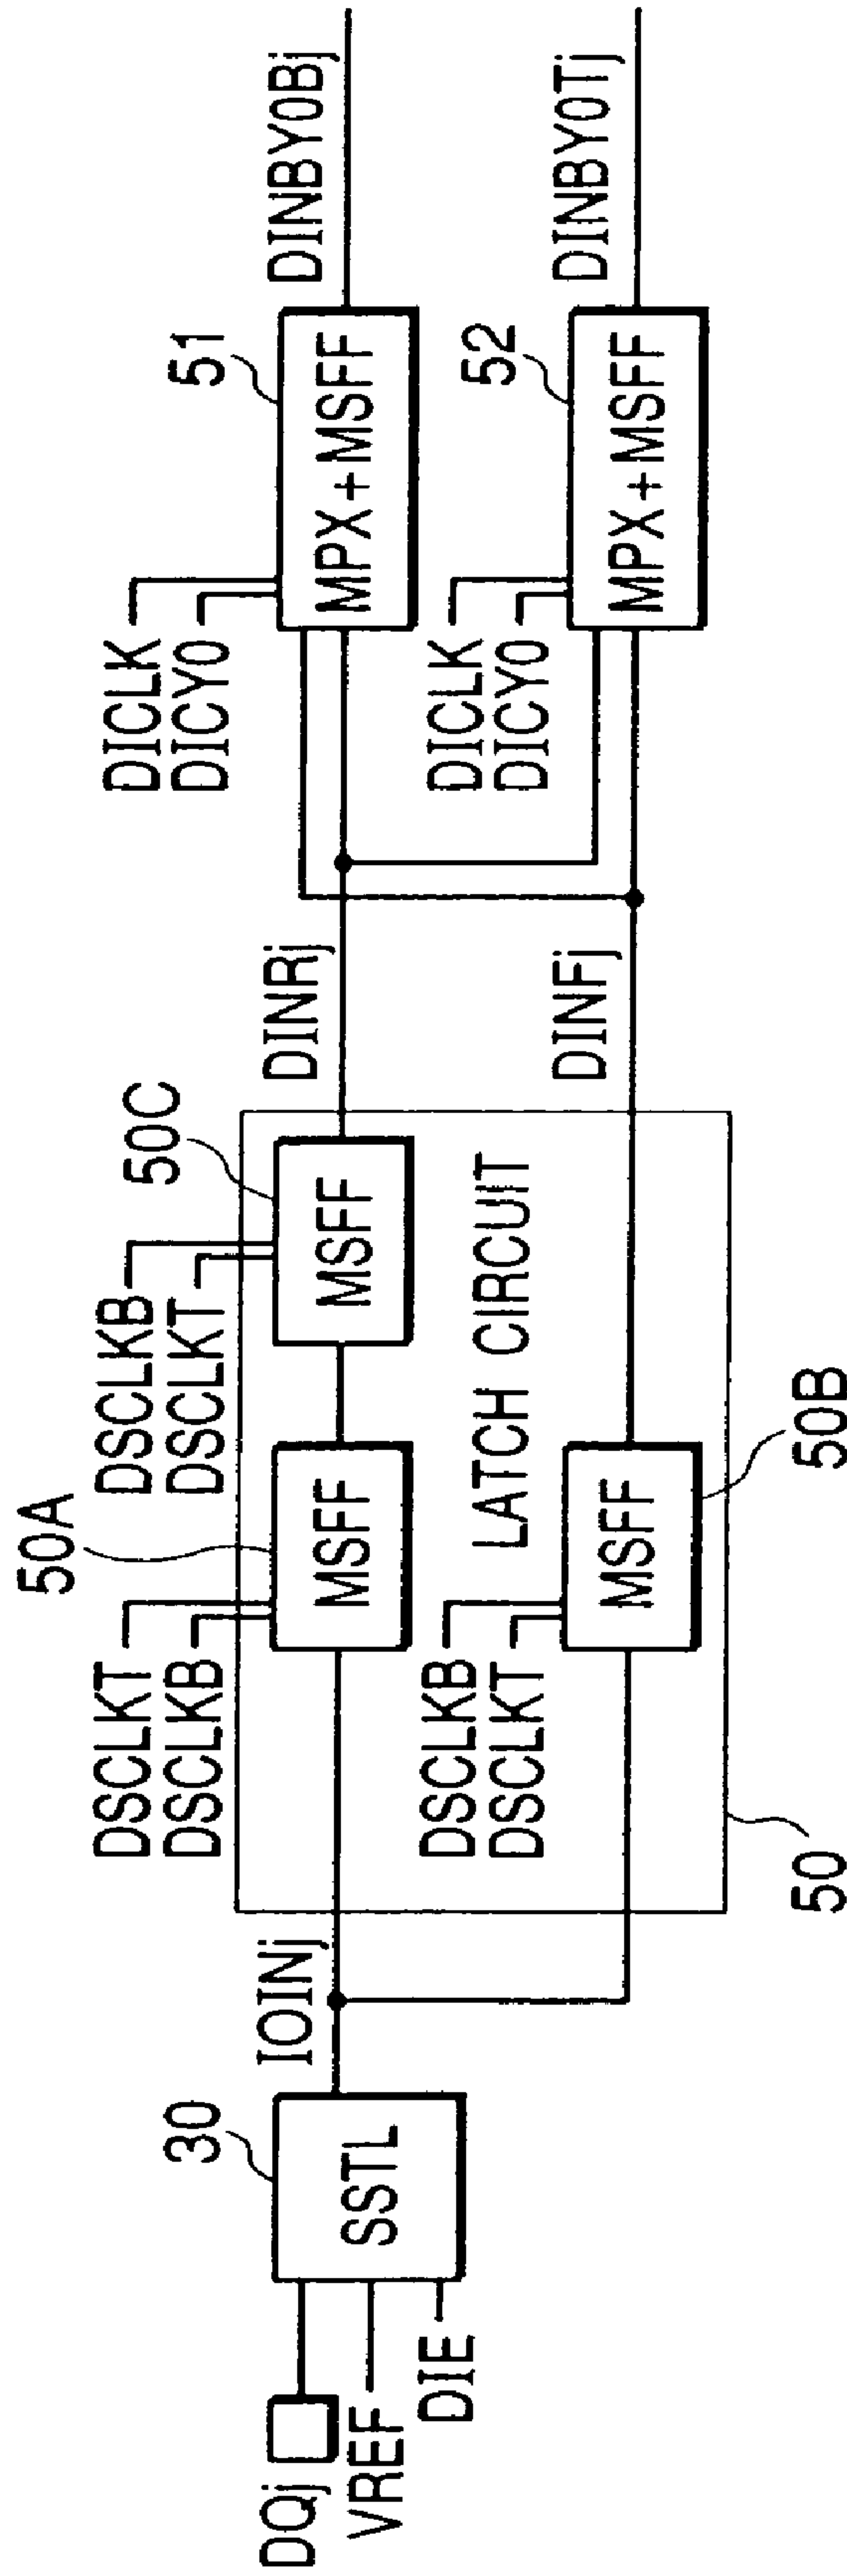 DQj
VREF
DIE
30
SSTL
IOINj
50
DSCLKT
DSCLKB
50A
MSFF
DSCLKB
DSCLKT
50C
MSFF
LATCH CIRCUIT
DSCLKB
DSCLKT
MSFF
50B
DINRj
DINFj
DICLK
DICY0
51
MPX+MSFF
DINBY0Bj
DICLK
DICY0
52
MPX+MSFF
DINBY0Tj